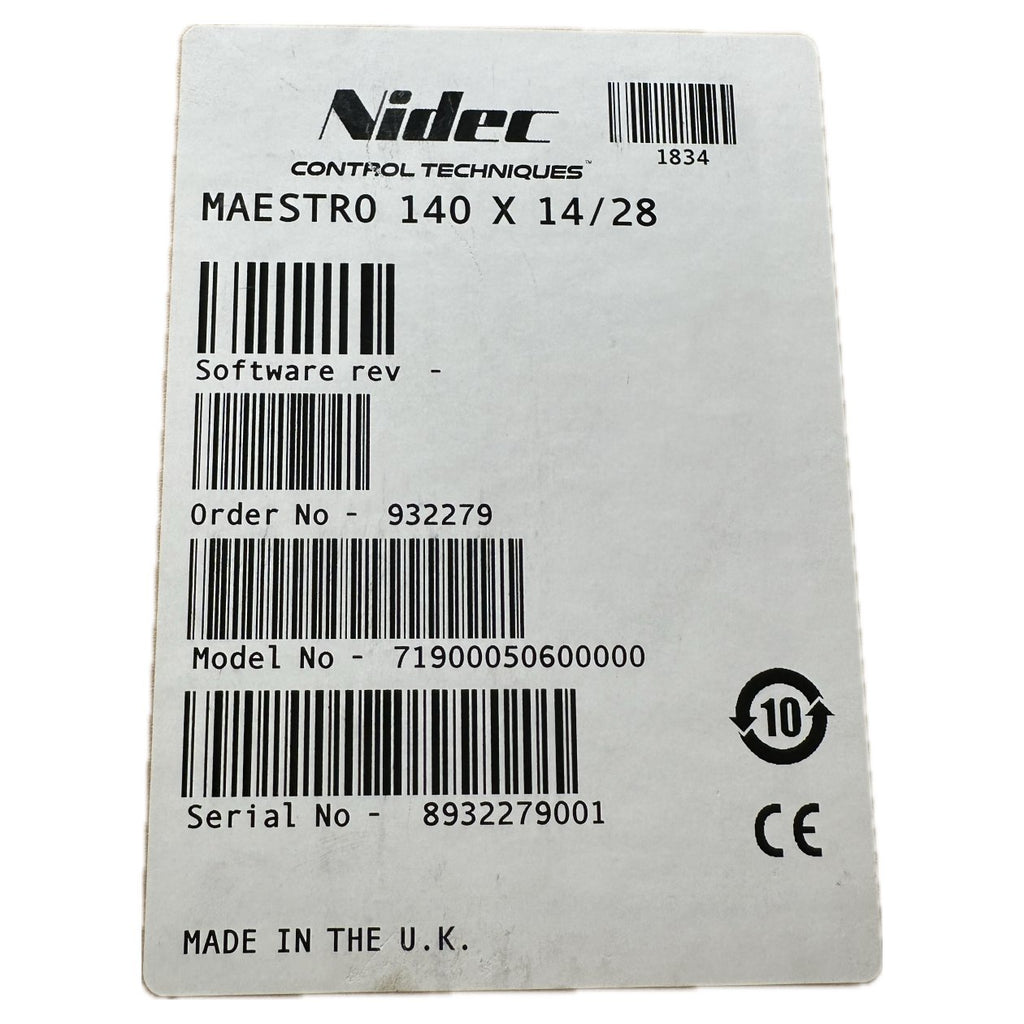 Nidec
CONTROL TECHNIQUES™
1834
MAESTRO 140 X 14/28
Software rev -
Order No - 932279
Model No - 71900050600000
Serial No - 8932279001
10
CE
MADE IN THE U.K.